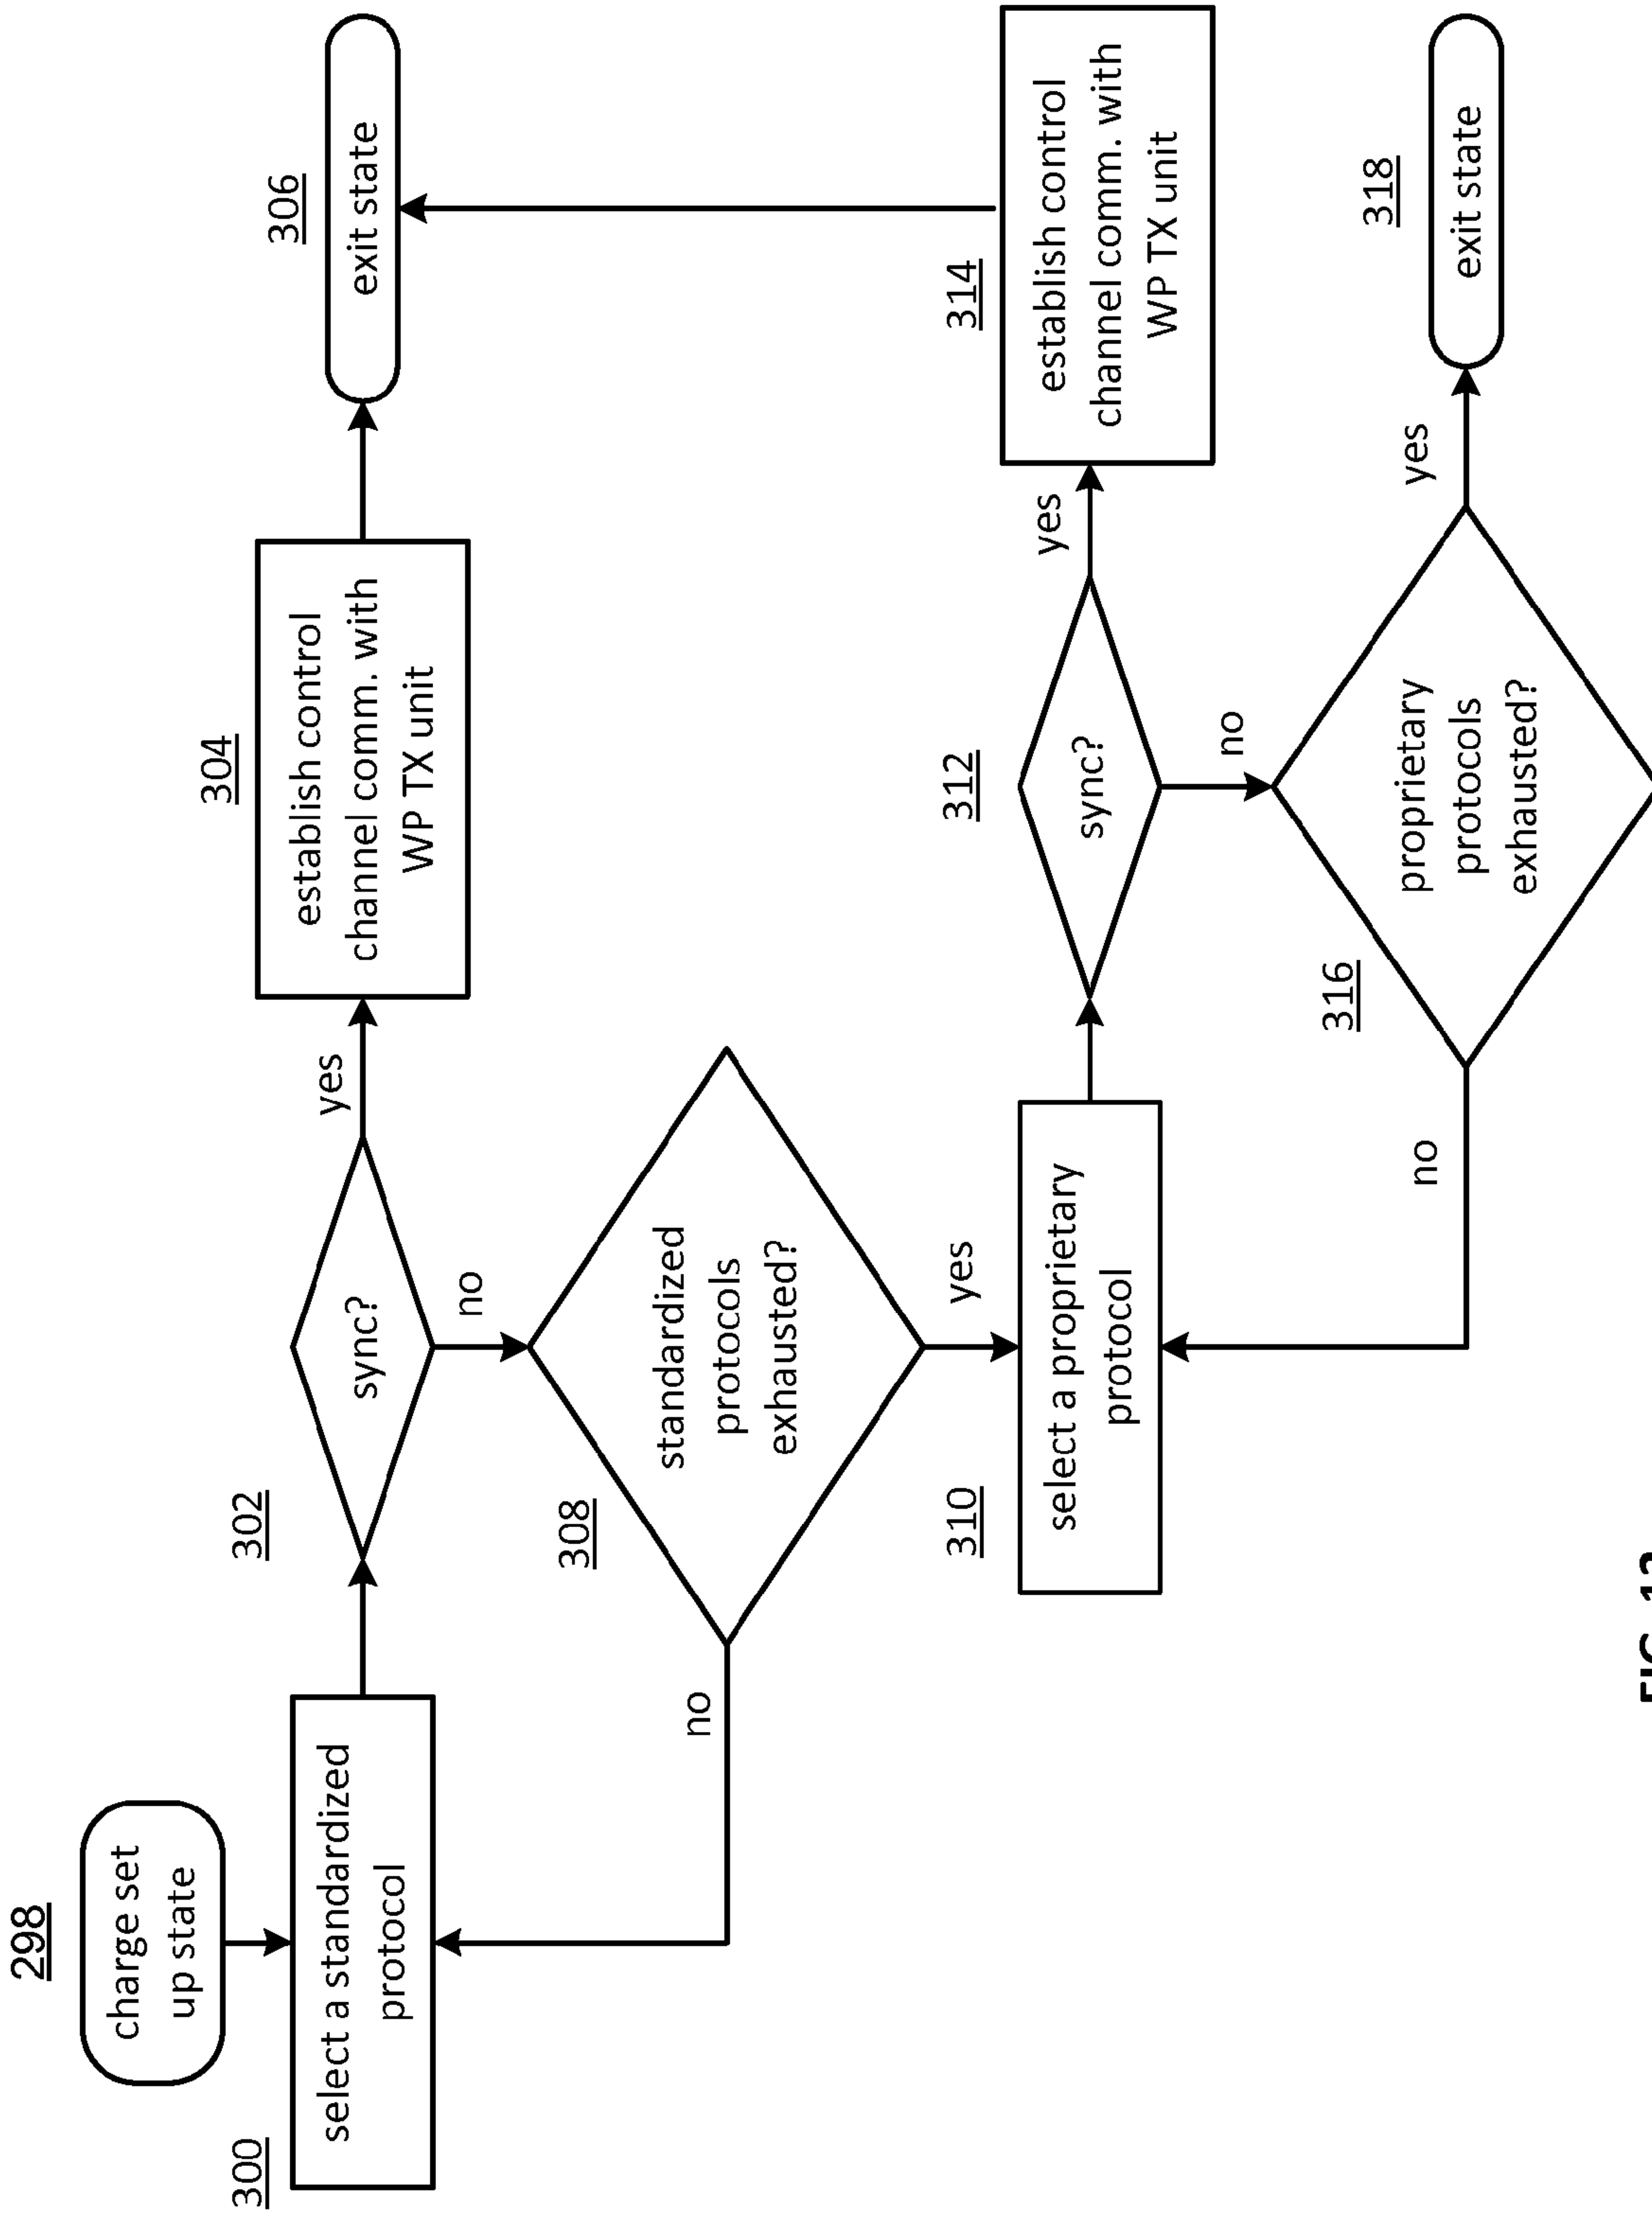 298
charge set
up state
300
select a standardized
protocol
302
sync?
yes
304
establish control
channel comm. with
WP TX unit
306
exit state
no
308
standardized
protocols
exhausted?
no
yes
310
select a proprietary
protocol
312
sync?
yes
314
establish control
channel comm. with
WP TX unit
no
316
proprietary
protocols
exhausted?
no
yes
318
exit state